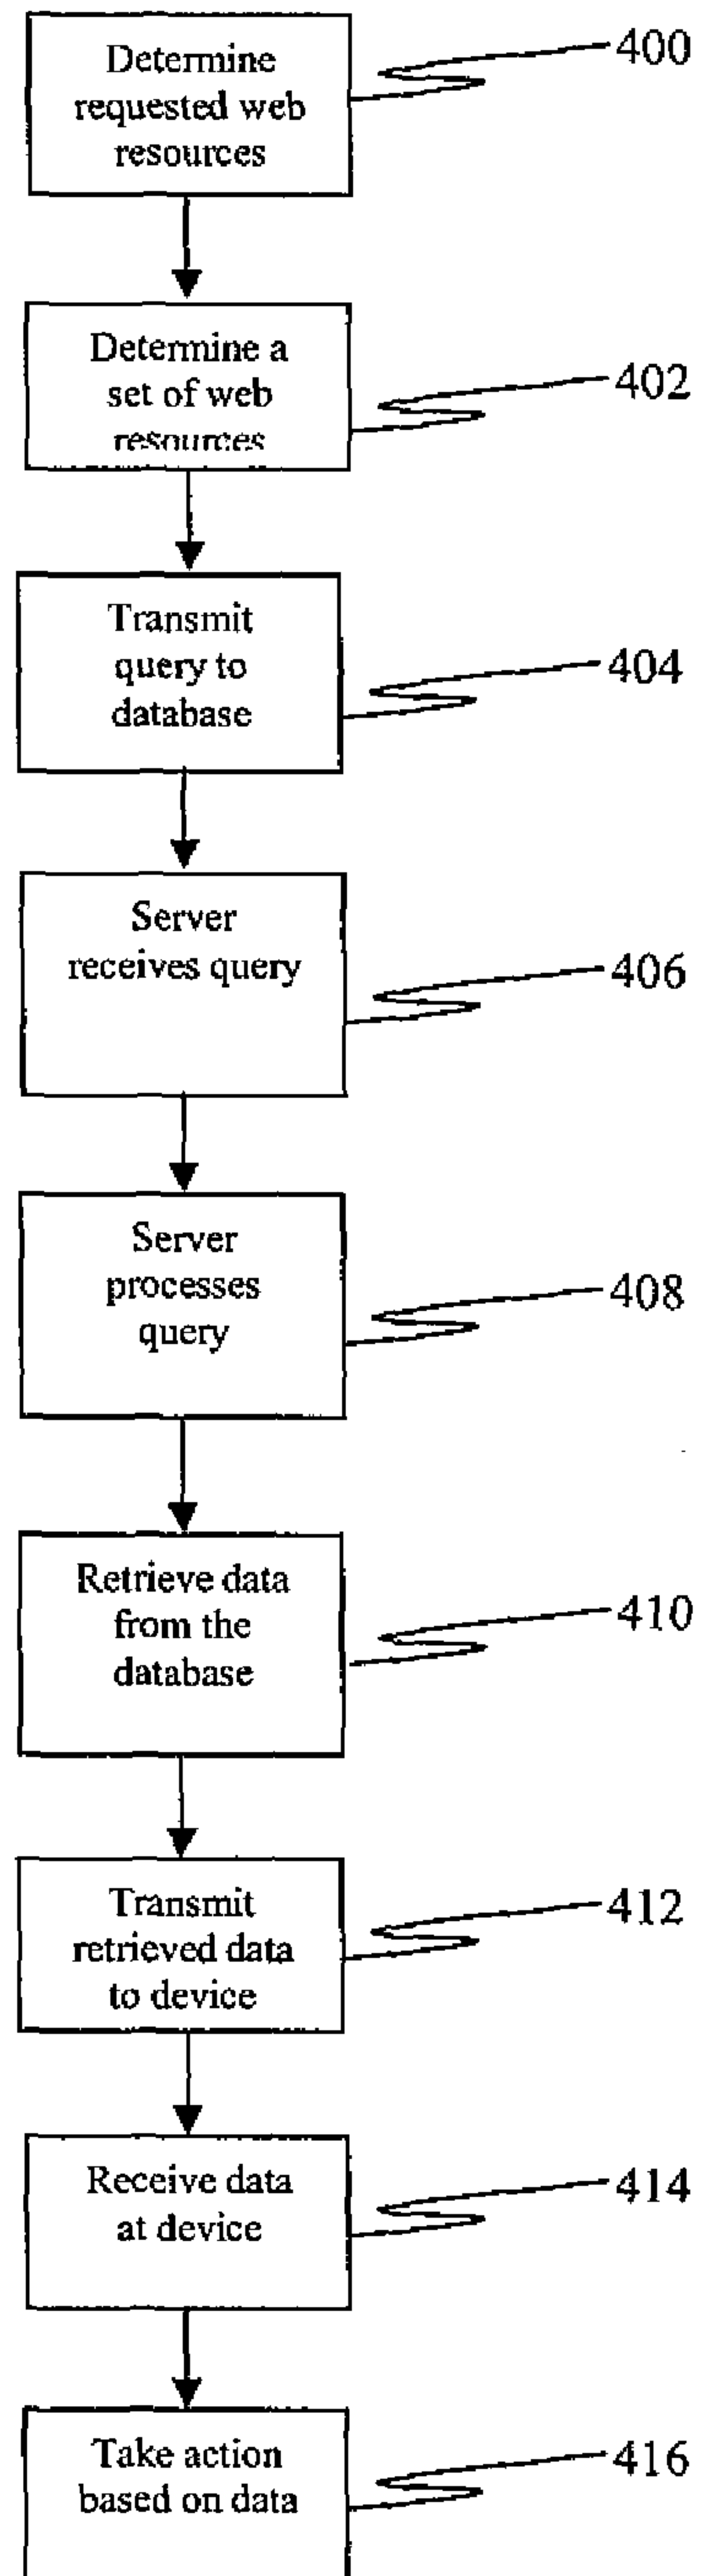 Determine
requested web
resources
400
Determine a
set of web
resources
402
Transmit
query to
database
404
Server
receives query
406
Server
processes
query
408
Retrieve data
from the
database
410
Transmit
retrieved data
to device
412
Receive data
at device
414
Take action
based on data
416